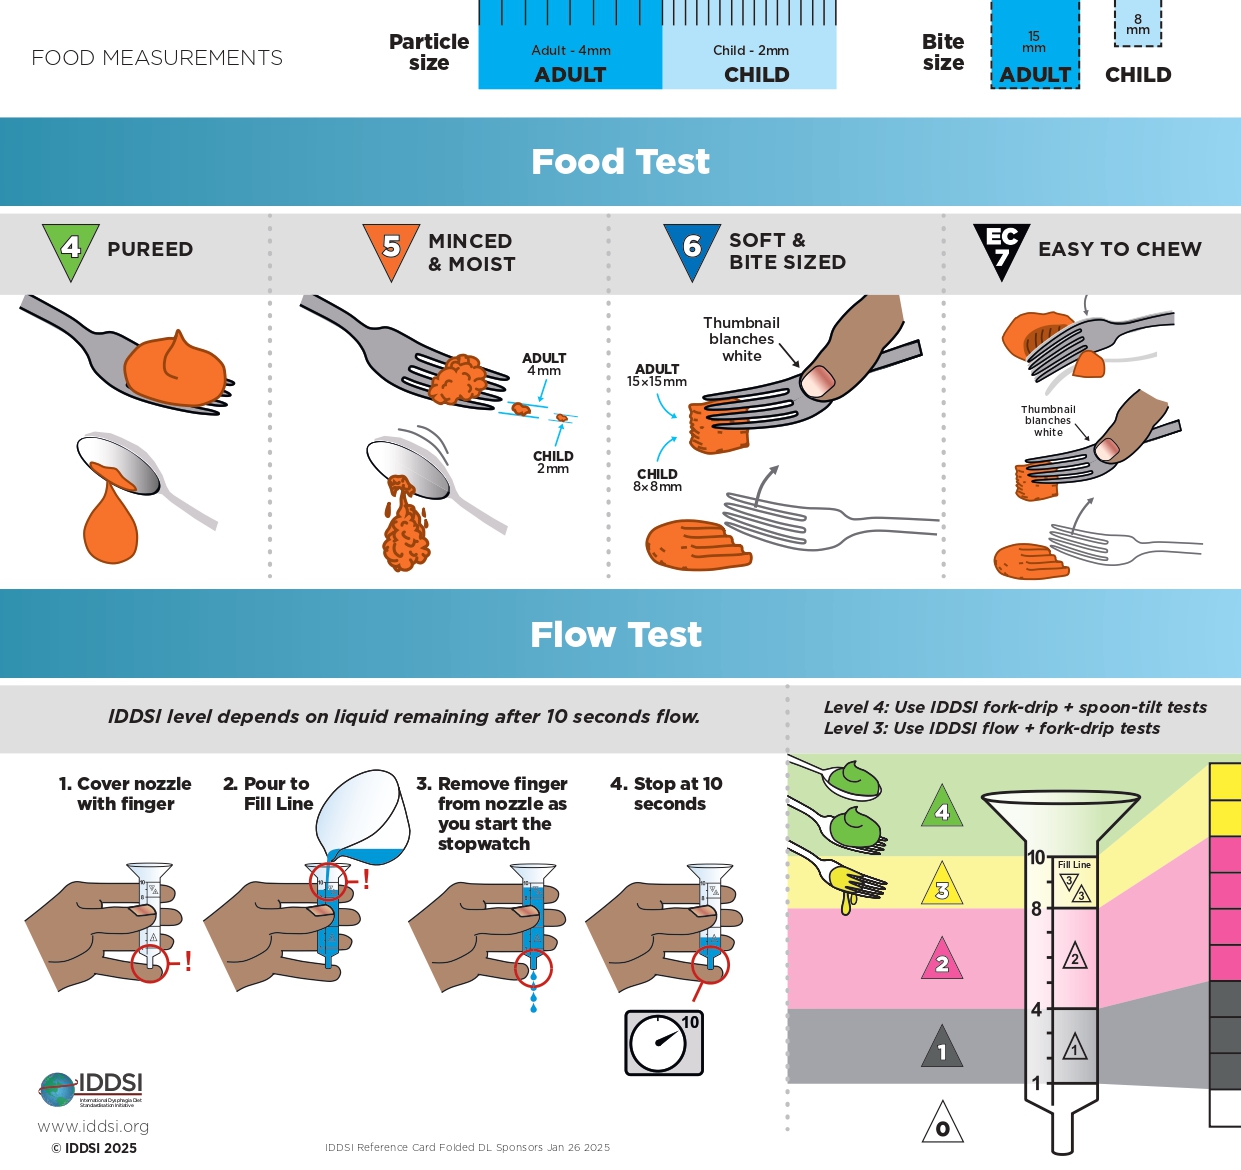 FOOD MEASUREMENTS
Particle
size
Adult - 4mm
ADULT
Child - 2mm
CHILD
Bite
size
15
mm
ADULT
8
mm
CHILD
Food Test
4
PUREED
5
MINCED
& MOIST
6
SOFT &
BITE SIZED
EC
7
EASY TO CHEW
ADULT
4mm
CHILD
2mm
Thumbnail
blanches
white
ADULT
15×15mm
CHILD
8×8mm
Thumbnail
blanches
white
Flow Test
IDDSI level depends on liquid remaining after 10 seconds flow.
Level 4: Use IDDSI fork-drip + spoon-tilt tests
Level 3: Use IDDSI flow + fork-drip tests
1. Cover nozzle
with finger
2. Pour to
Fill Line
3. Remove finger
from nozzle as
you start the
stopwatch
4. Stop at 10
seconds
!
!
10
4
3
2
1
0
10
Fill Line
3
3
8
2
4
1
1
IDDSI
International Dysphagia Diet
Standardisation Initiative
www.iddsi.org
© IDDSI 2025
IDDSI Reference Card Folded DL Sponsors Jan 26 2025